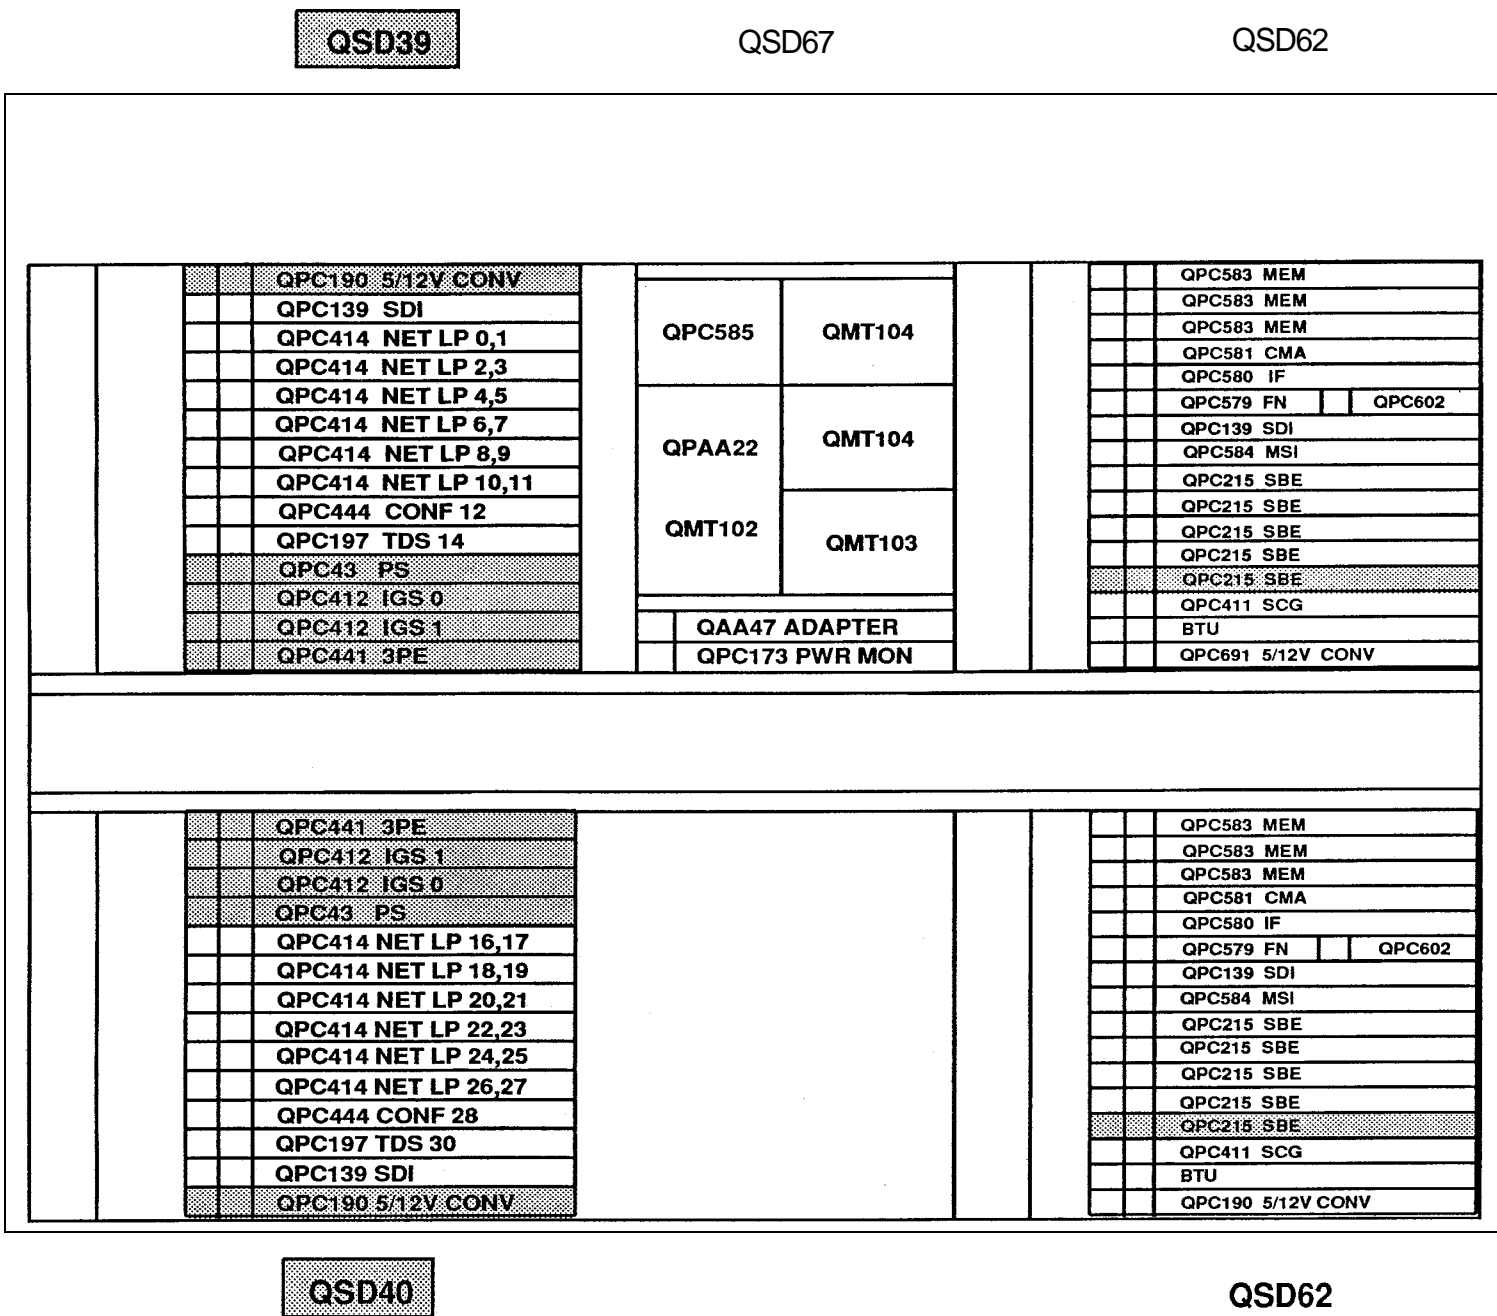 QSD39
QSD67
QSD62
QPC190 5/12V CONV
QPC139 SDI
QPC414 NET LP 0,1
QPC414 NET LP 2,3
QPC414 NET LP 4,5
QPC414 NET LP 6,7
QPC414 NET LP 8,9
QPC414 NET LP 10,11
QPC444 CONF 12
QPC197 TDS 14
QPC43 PS
QPC412 IGS 0
QPC412 IGS 1
QPC441 3PE
QPC585
QMT104
QPAA22
QMT104
QMT102
QMT103
QAA47 ADAPTER
QPC173 PWR MON
QPC583 MEM
QPC583 MEM
QPC583 MEM
QPC581 CMA
QPC580 IF
QPC579 FN QPC602
QPC139 SDI
QPC584 MSI
QPC215 SBE
QPC215 SBE
QPC215 SBE
QPC215 SBE
QPC215 SBE
QPC411 SCG
BTU
QPC691 5/12V CONV
QPC441 3PE
QPC412 IGS 1
QPC412 IGS 0
QPC43 PS
QPC414 NET LP 16,17
QPC414 NET LP 18,19
QPC414 NET LP 20,21
QPC414 NET LP 22,23
QPC414 NET LP 24,25
QPC414 NET LP 26,27
QPC444 CONF 28
QPC197 TDS 30
QPC139 SDI
QPC190 5/12V CONV
QPC583 MEM
QPC583 MEM
QPC583 MEM
QPC581 CMA
QPC580 IF
QPC579 FN QPC602
QPC139 SDI
QPC584 MSI
QPC215 SBE
QPC215 SBE
QPC215 SBE
QPC215 SBE
QPC215 SBE
QPC411 SCG
BTU
QPC190 5/12V CONV
QSD40
QSD62